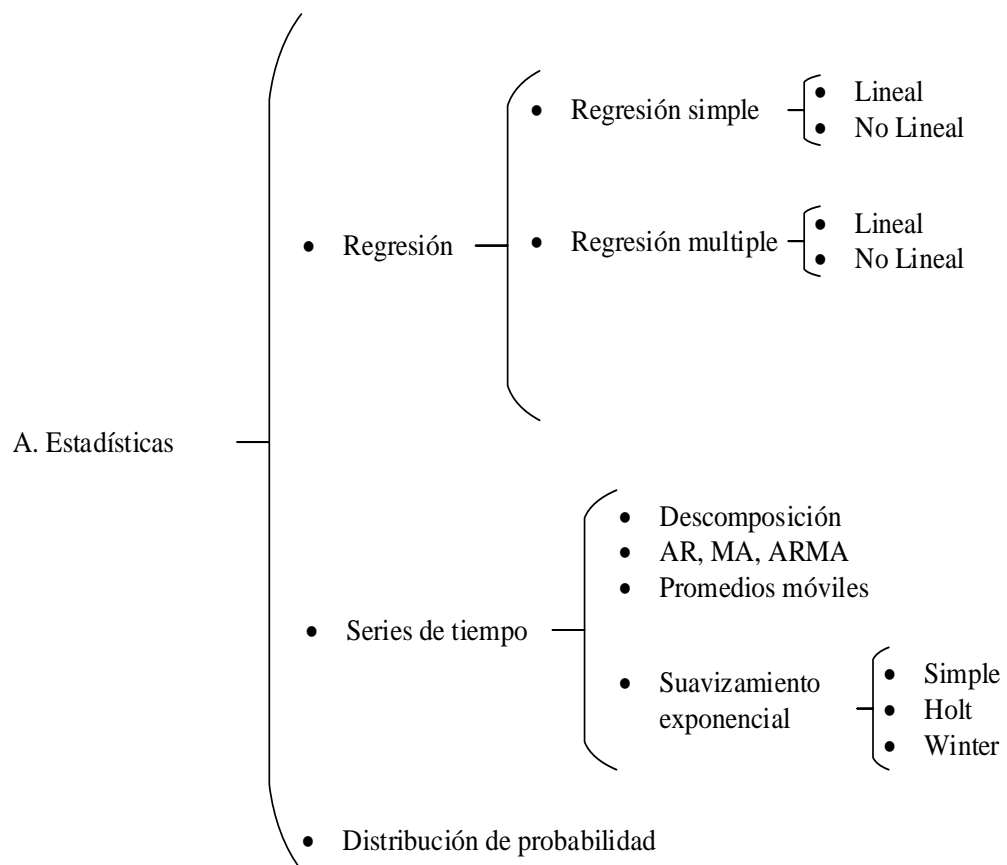 • Regresión simple
• Lineal
• No Lineal
• Regresión
• Regresión multiple
• Lineal
• No Lineal
A. Estadísticas
• Series de tiempo
• Descomposición
• AR, MA, ARMA
• Promedios móviles
• Suavizamiento
exponencial
• Simple
• Holt
• Winter
• Distribución de probabilidad